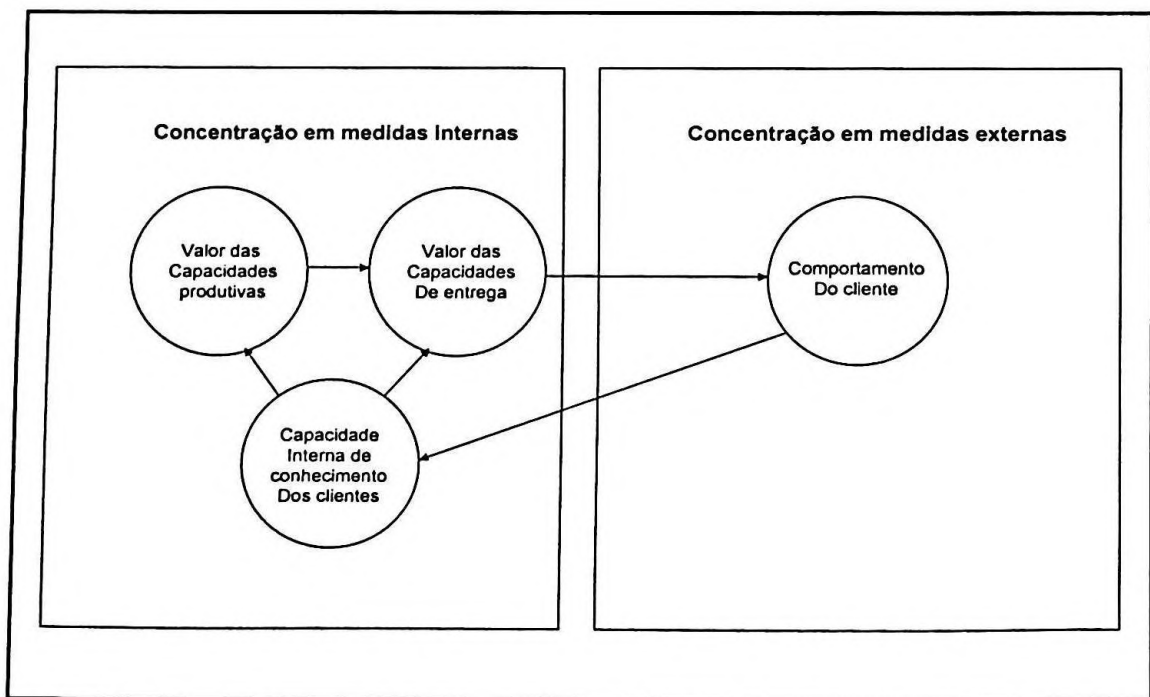 Concentração em medidas Internas
Concentração em medidas externas
Valor das
Capacidades
produtivas
Valor das
Capacidades
De entrega
Comportamento
Do cliente
Capacidade
Interna de
conhecimento
Dos clientes